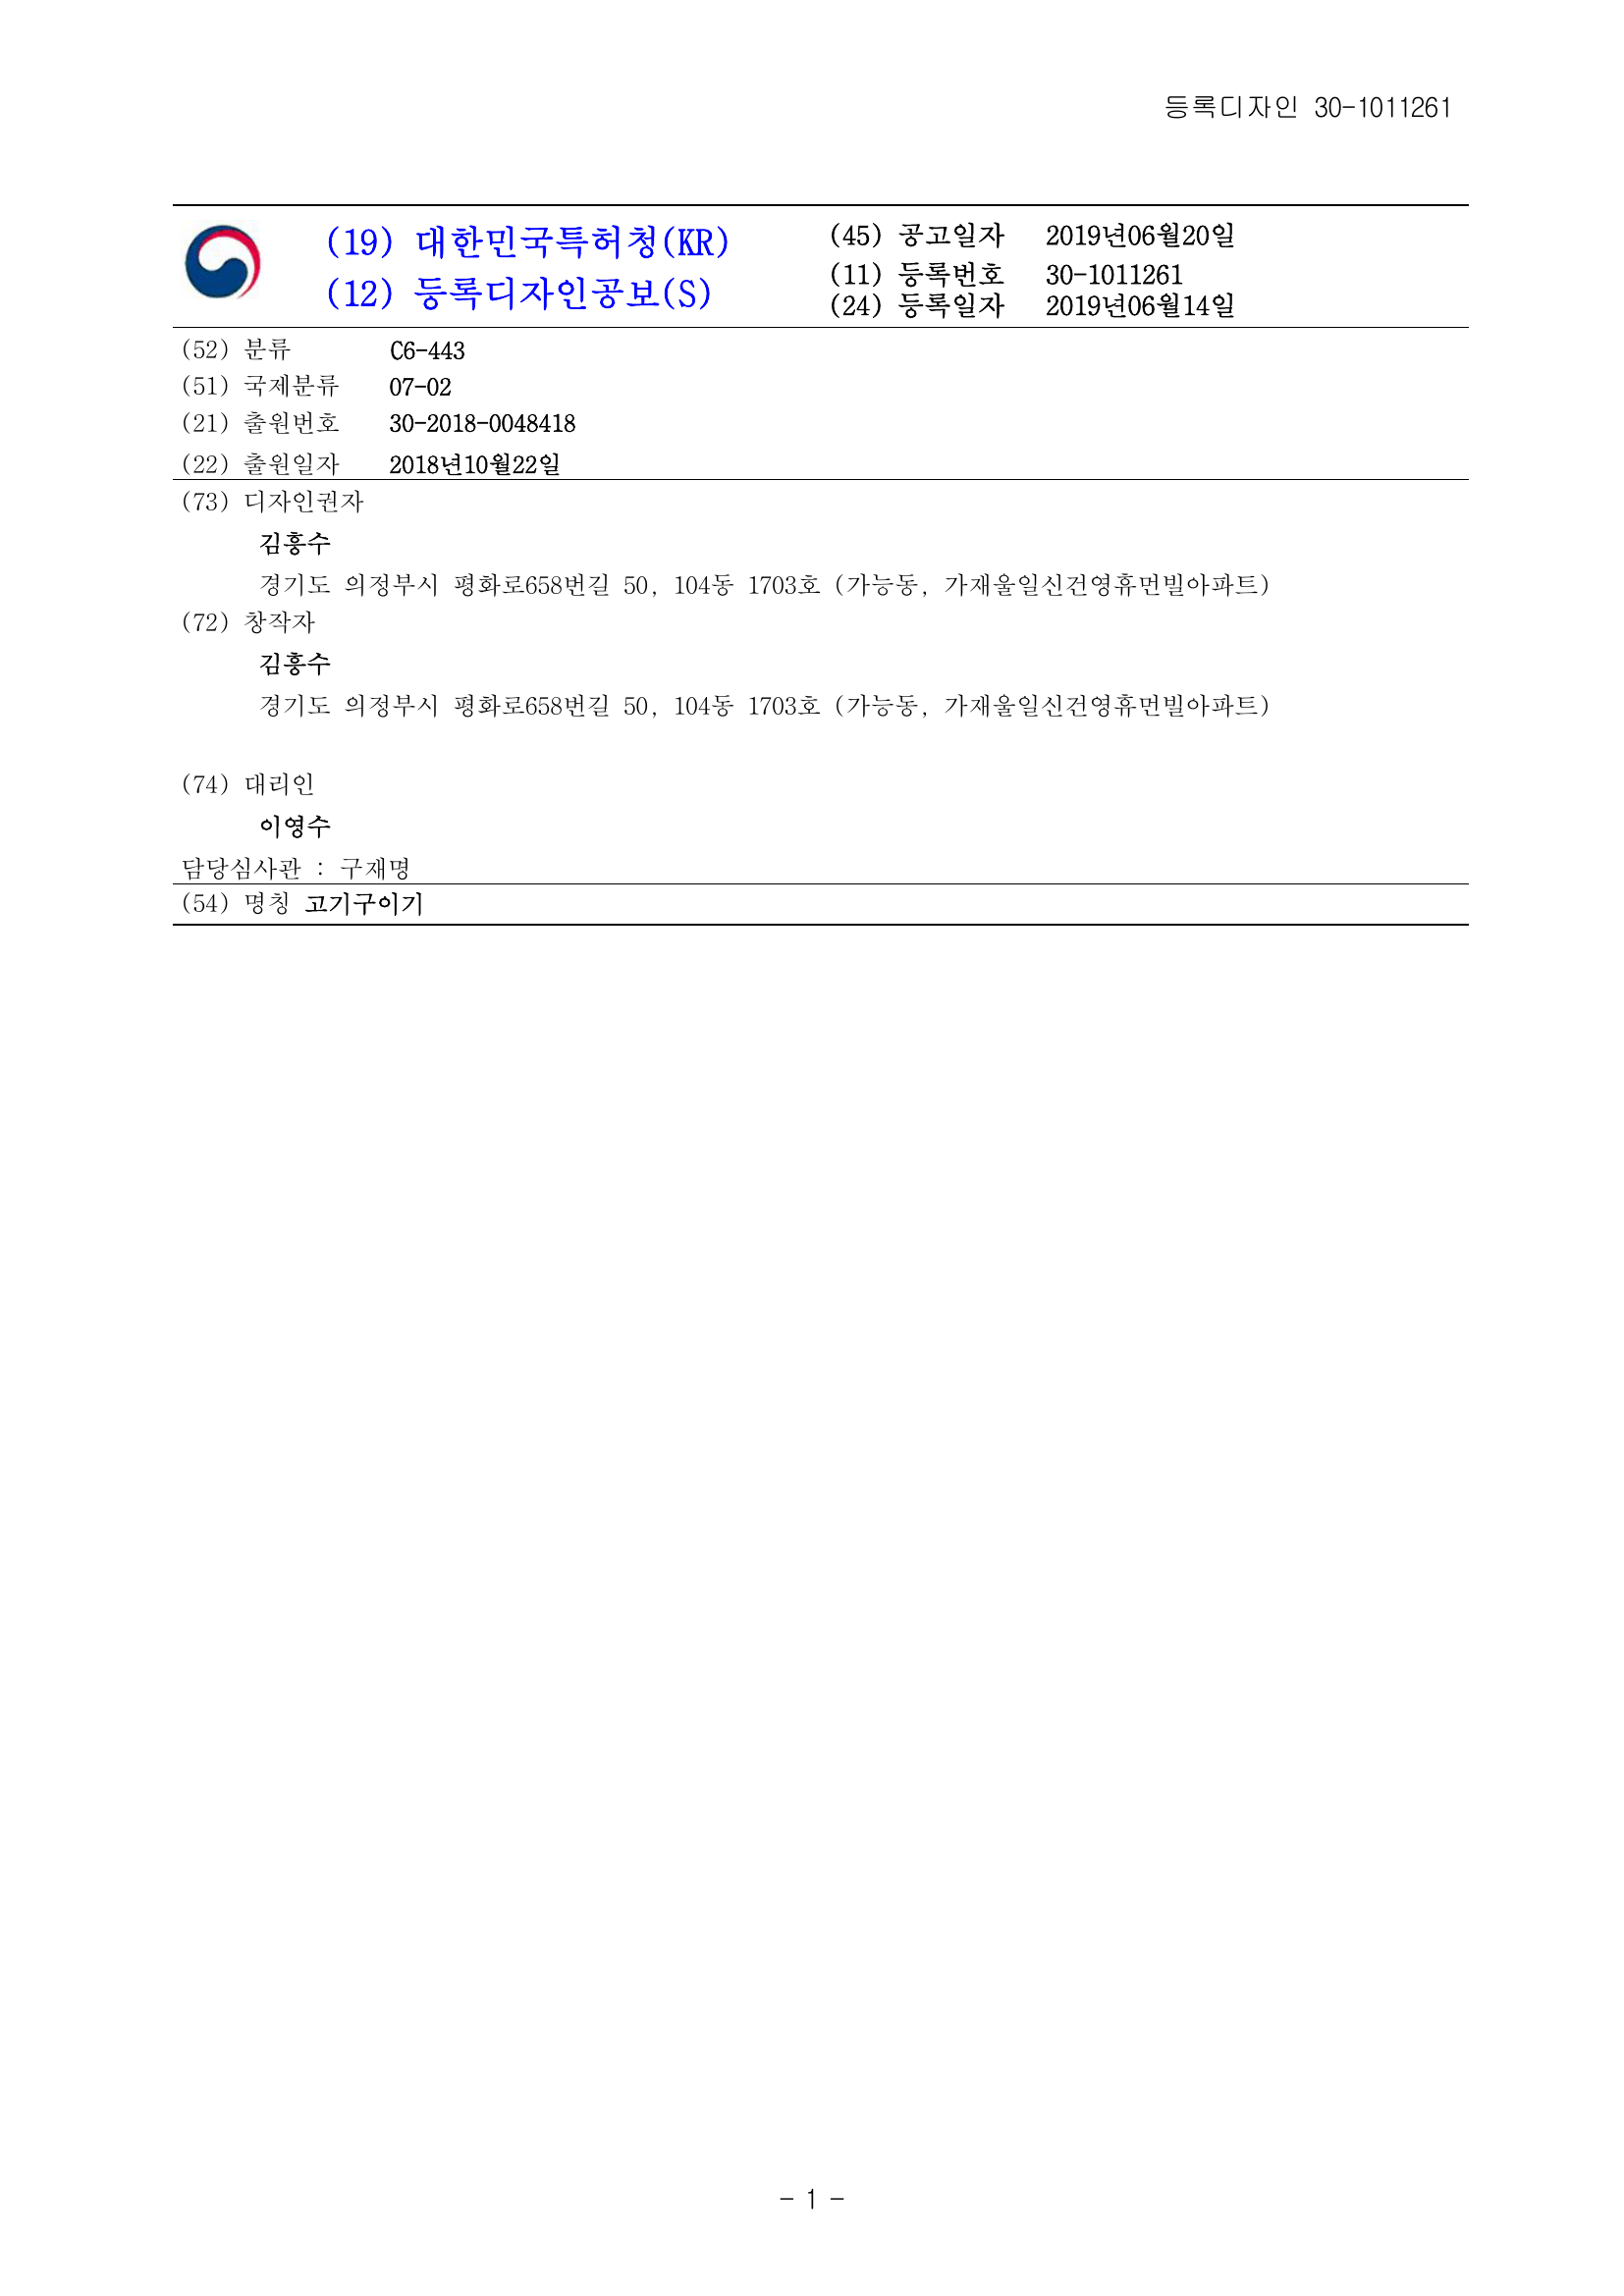 등록디자인 30-1011261
(19) 대한민국특허청(KR)
(12) 등록디자인공보(S)
(45) 공고일자 2019년06월20일
(11) 등록번호 30-1011261
(24) 등록일자 2019년06월14일
(52) 분류 C6-443
(51) 국제분류 07-02
(21) 출원번호 30-2018-0048418
(22) 출원일자 2018년10월22일
(73) 디자인권자
김흥수
경기도 의정부시 평화로658번길 50, 104동 1703호 (가능동, 가재울일신건영휴먼빌아파트)
(72) 창작자
김흥수
경기도 의정부시 평화로658번길 50, 104동 1703호 (가능동, 가재울일신건영휴먼빌아파트)
(74) 대리인
이영수
담당심사관 : 구재명
(54) 명칭 고기구이기
- 1 -